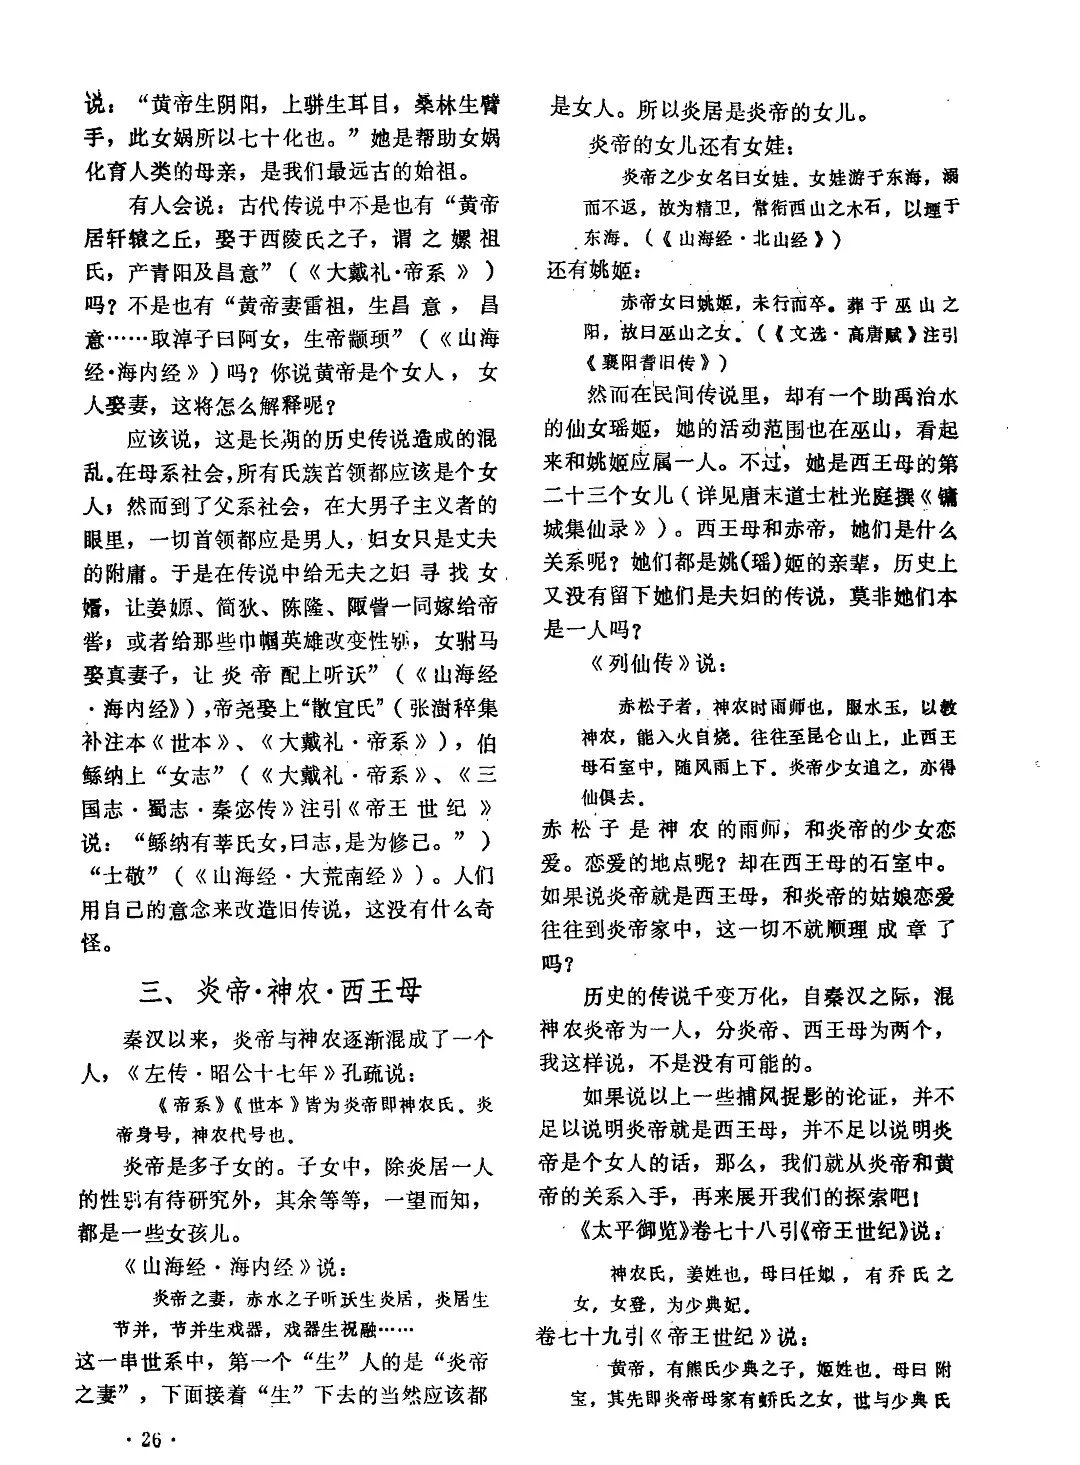 说：“黄帝生阴阳，上骈生耳目，桑林生臂
手，此女娲所以七十化也。”她是帮助女娲
化育人类的母亲，是我们最远古的始祖。
有人会说：古代传说中不是也有“黄帝
居轩辕之丘，娶于西陵氏之子，谓之嫘祖
氏，产青阳及昌意”（《大戴礼·帝系》）
吗？不是也有“黄帝妻雷祖，生昌意，昌
意……取淖子曰阿女，生帝颛顼”（《山海
经·海内经》）吗？你说黄帝是个女人，女
人娶妻，这将怎么解释呢？
应该说，这是长期的历史传说造成的混
乱。在母系社会，所有氏族首领都应该是个女
人；然而到了父系社会，在大男子主义者的
眼里，一切首领都应是男人，妇女只是丈夫
的附庸。于是在传说中给无夫之妇寻找女
婿，让姜嫄、简狄、陈隆、陬訾一同嫁给帝
喾；或者给那些巾帼英雄改变性别，女驸马
娶真妻子，让炎帝配上听訞”（《山海经
·海内经》），帝尧娶上“散宜氏”（张澍稡集
补注本《世本》、《大戴礼·帝系》），伯
鲧纳上“女志”（《大戴礼·帝系》、《三
国志·蜀志·秦宓传》注引《帝王世纪》
说：“鲧纳有莘氏女，曰志，是为修己。”）
“士敬”（《山海经·大荒南经》）。人们
用自己的意念来改造旧传说，这没有什么奇
怪。
三、炎帝·神农·西王母
秦汉以来，炎帝与神农逐渐混成了一个
人，《左传·昭公十七年》孔疏说：
《帝系》《世本》皆为炎帝即神农氏。炎
帝身号，神农代号也。
炎帝是多子女的。子女中，除炎居一人
的性别有待研究外，其余等等，一望而知，
都是一些女孩儿。
《山海经·海内经》说：
炎帝之妻，赤水之子听訞生炎居，炎居生
节并，节并生戏器，戏器生祝融……
这一串世系中，第一个“生”人的是“炎帝
之妻”，下面接着“生”下去的当然应该都
·26·
是女人。所以炎居是炎帝的女儿。
炎帝的女儿还有女娃：
炎帝之少女名曰女娃。女娃游于东海，溺
而不返，故为精卫，常衔西山之木石，以堙于
东海。（《山海经·北山经》）
还有姚姬：
赤帝女曰姚姬，未行而卒。葬于巫山之
阳，故曰巫山之女。（《文选·高唐赋》注引
《襄阳耆旧传》）
然而在民间传说里，却有一个助禹治水
的仙女瑶姬，她的活动范围也在巫山，看起
来和姚姬应属一人。不过，她是西王母的第
二十三个女儿（详见唐末道士杜光庭撰《镛
城集仙录》）。西王母和赤帝，她们是什么
关系呢？她们都是姚(瑶)姬的亲辈，历史上
又没有留下她们是夫妇的传说，莫非她们本
是一人吗？
《列仙传》说：
赤松子者，神农时雨师也，服水玉，以教
神农，能入火自烧。往往至昆仑山上，止西王
母石室中，随风雨上下。炎帝少女追之，亦得
仙俱去。
赤松子是神农的雨师，和炎帝的少女恋
爱。恋爱的地点呢？却在西王母的石室中。
如果说炎帝就是西王母，和炎帝的姑娘恋爱
往往到炎帝家中，这一切不就顺理成章了
吗？
历史的传说千变万化，自秦汉之际，混
神农炎帝为一人，分炎帝、西王母为两个，
我这样说，不是没有可能的。
如果说以上一些捕风捉影的论证，并不
足以说明炎帝就是西王母，并不足以说明炎
帝是个女人的话，那么，我们就从炎帝和黄
帝的关系入手，再来展开我们的探索吧！
《太平御览》卷七十八引《帝王世纪》说：
神农氏，姜姓也，母曰任姒，有乔氏之
女，女登，为少典妃。
卷七十九引《帝王世纪》说：
黄帝，有熊氏少典之子，姬姓也。母曰附
宝，其先即炎帝母家有蟜氏之女，世与少典氏